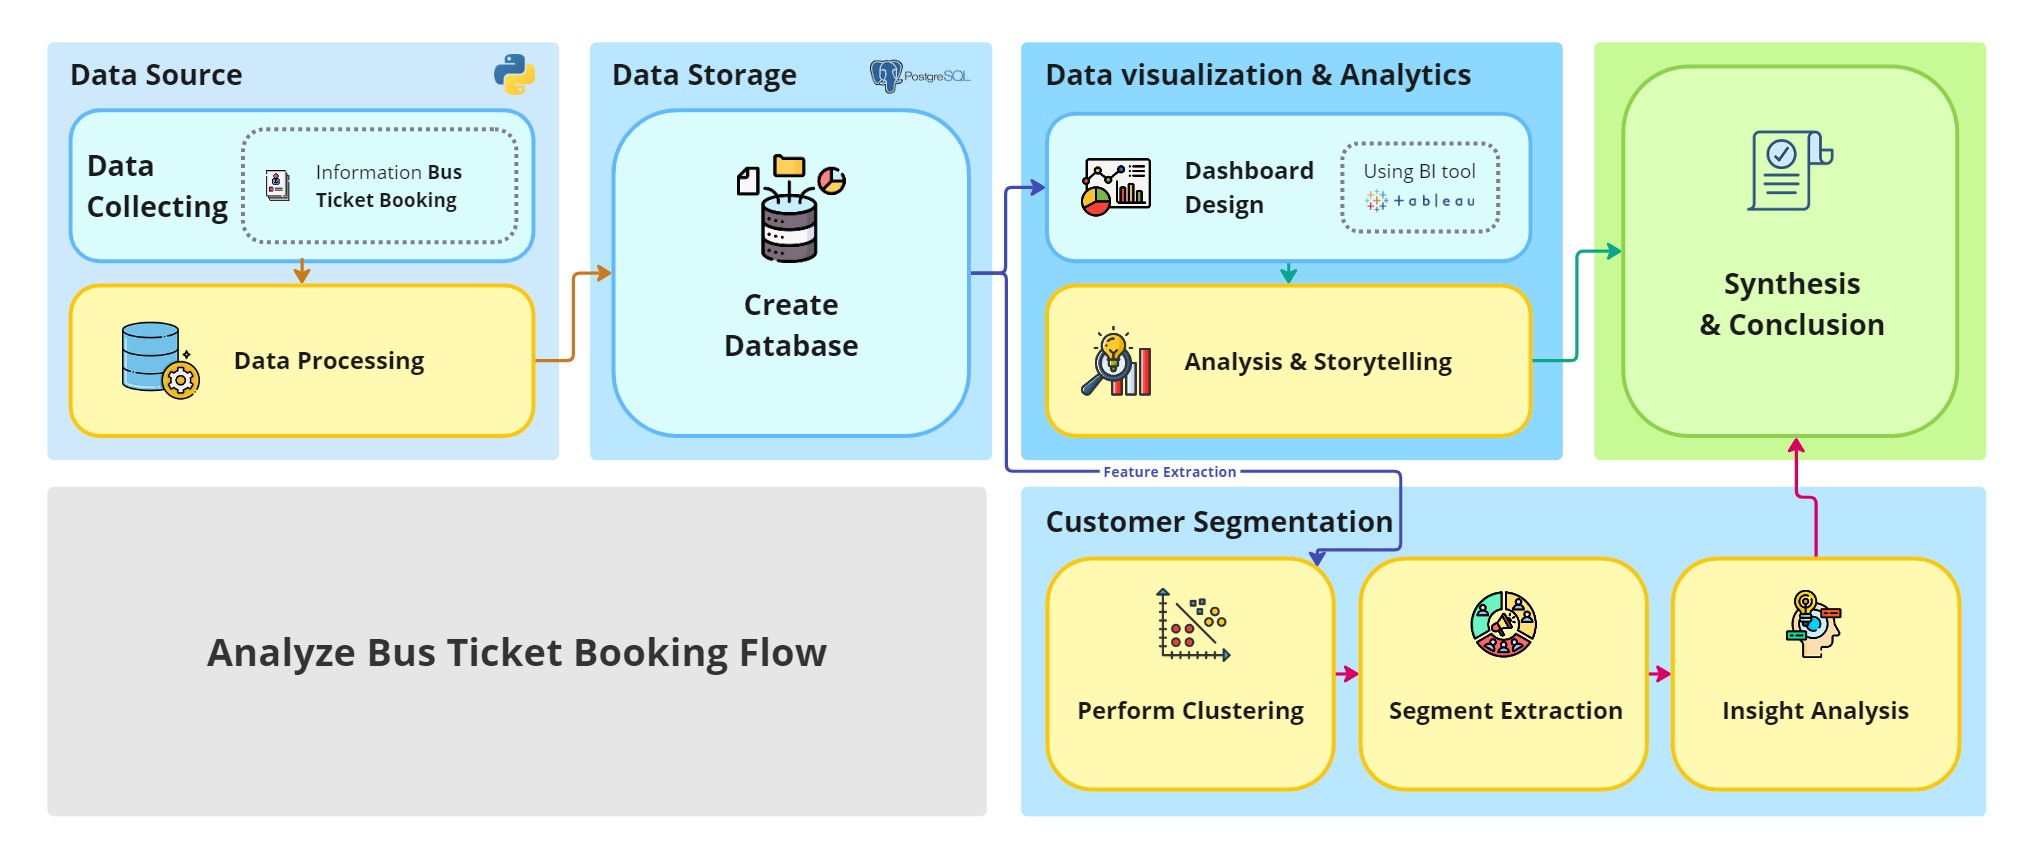 Data Source
Data
Collecting
Information Bus
Ticket Booking
Data Processing
Data Storage
PostgreSQL
Create
Database
Data visualization & Analytics
Dashboard
Design
Using BI tool
+ableau
Analysis & Storytelling
Synthesis
& Conclusion
Feature Extraction
Analyze Bus Ticket Booking Flow
Customer Segmentation
Perform Clustering
Segment Extraction
Insight Analysis